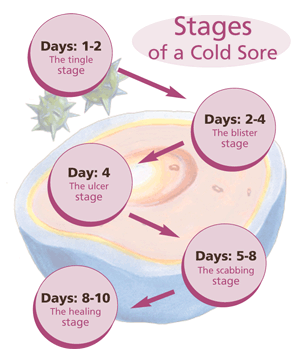 Stages
of a Cold Sore
Days: 1-2
The tingle
stage
Days: 2-4
The blister
stage
Day: 4
The ulcer
stage
Days: 5-8
The scabbing
stage
Days: 8-10
The healing
stage